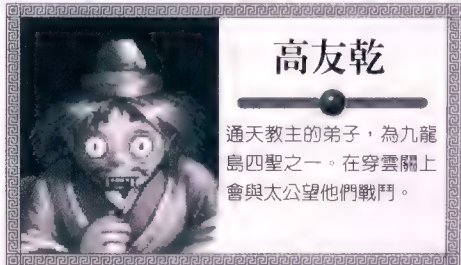 高友乾
通天教主的弟子，為九龍
島四聖之一。在穿雲關上
會與太公望他們戰鬥。